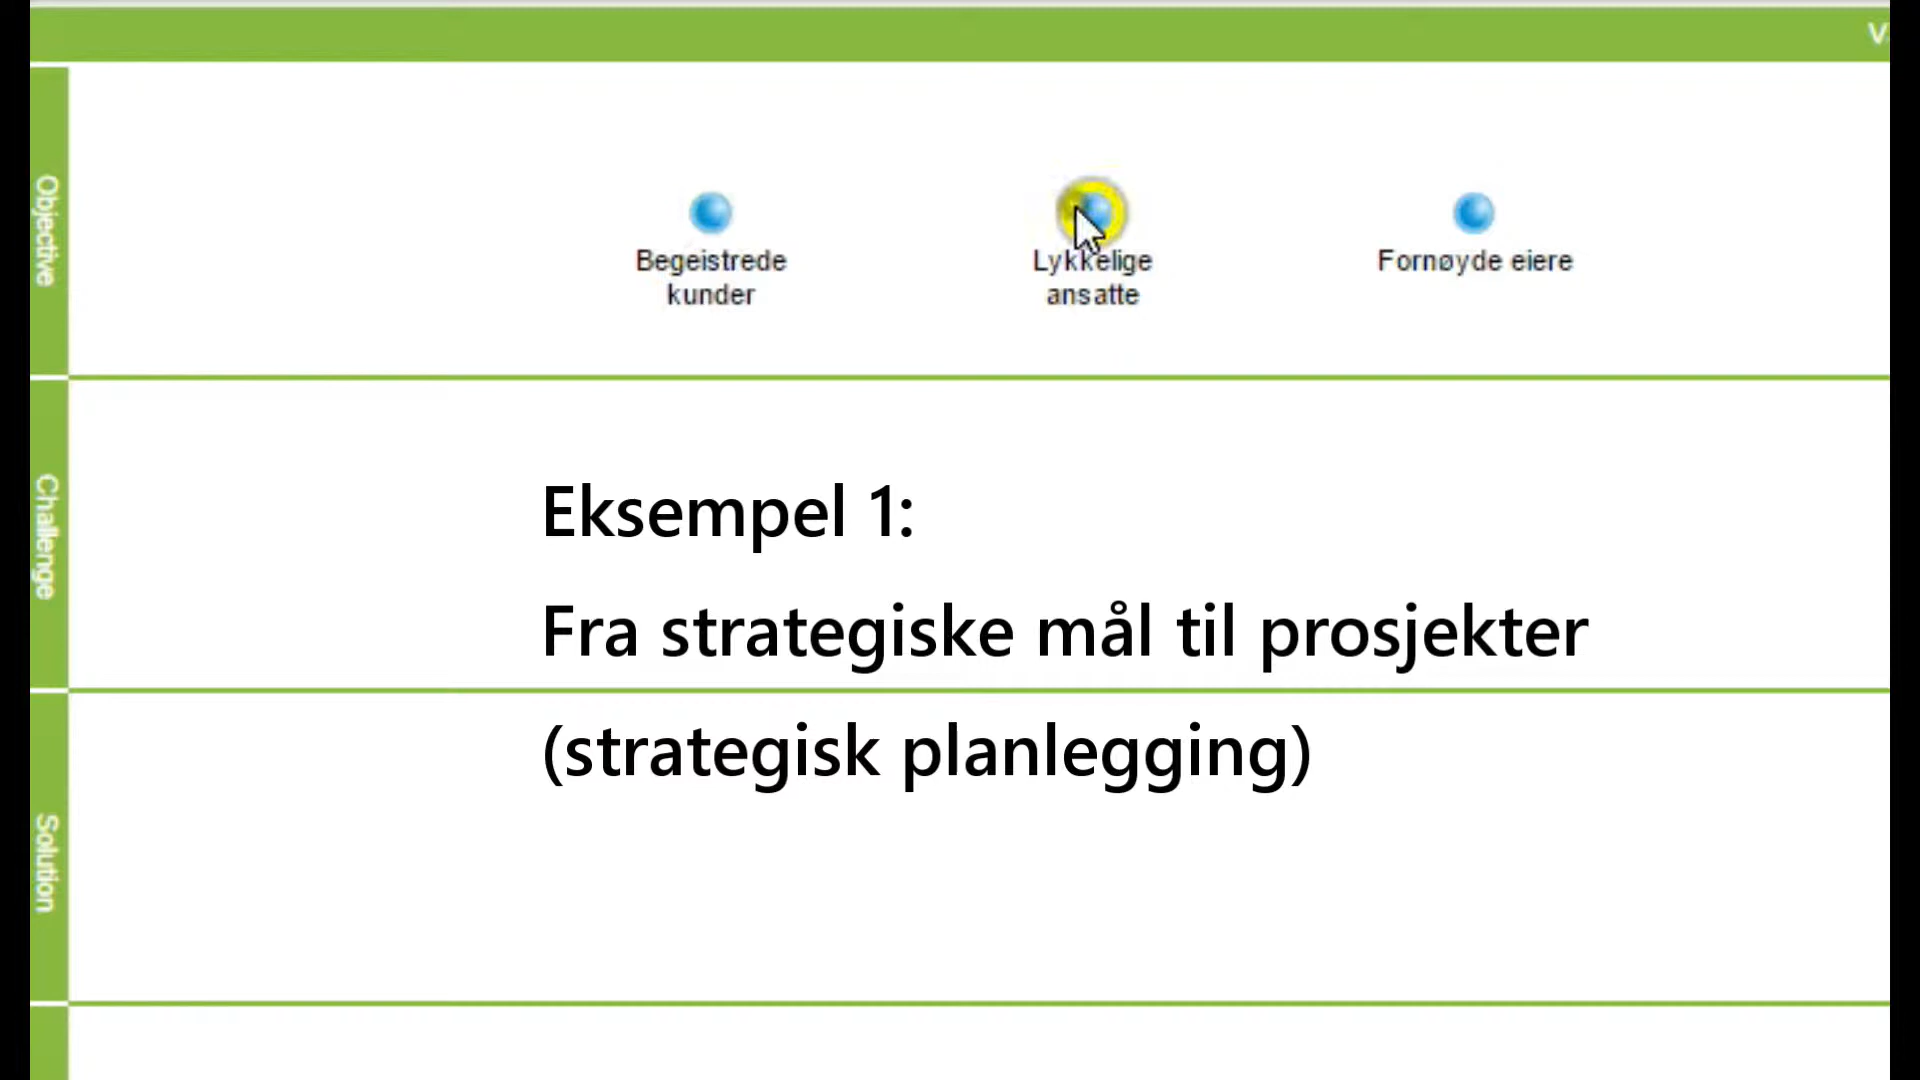 V
Objective
Begeistrede
kunder
Lykkelige
ansatte
Fornøyde eiere
Challenge
Eksempel 1:
Fra strategiske mål til prosjekter
(strategisk planlegging)
Solution